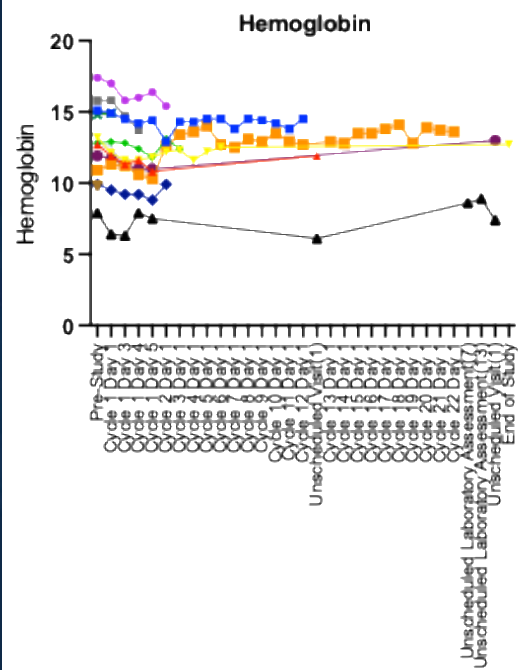 Hemoglobin
Hemoglobin
20
15
10
5
0
Pre-Study
Cycle 1 Day 1
Cycle 1 Day 3
Cycle 1 Day 4
Cycle 1 Day 5
Cycle 2 Day 1
Cycle 3 Day 1
Cycle 4 Day 1
Cycle 5 Day 1
Cycle 6 Day 1
Cycle 7 Day 1
Cycle 8 Day 1
Cycle 9 Day 1
Cycle 10 Day 1
Cycle 11 Day 1
Cycle 12 Day 1
Unscheduled Visit (1)
Cycle 13 Day 1
Cycle 14 Day 1
Cycle 15 Day 1
Cycle 16 Day 1
Cycle 17 Day 1
Cycle 18 Day 1
Cycle 19 Day 1
Cycle 20 Day 1
Cycle 21 Day 1
Cycle 22 Day 1
Unscheduled Laboratory Assessment (7)
Unscheduled Laboratory Assessment (13)
Unscheduled Visit (1)
End of Study